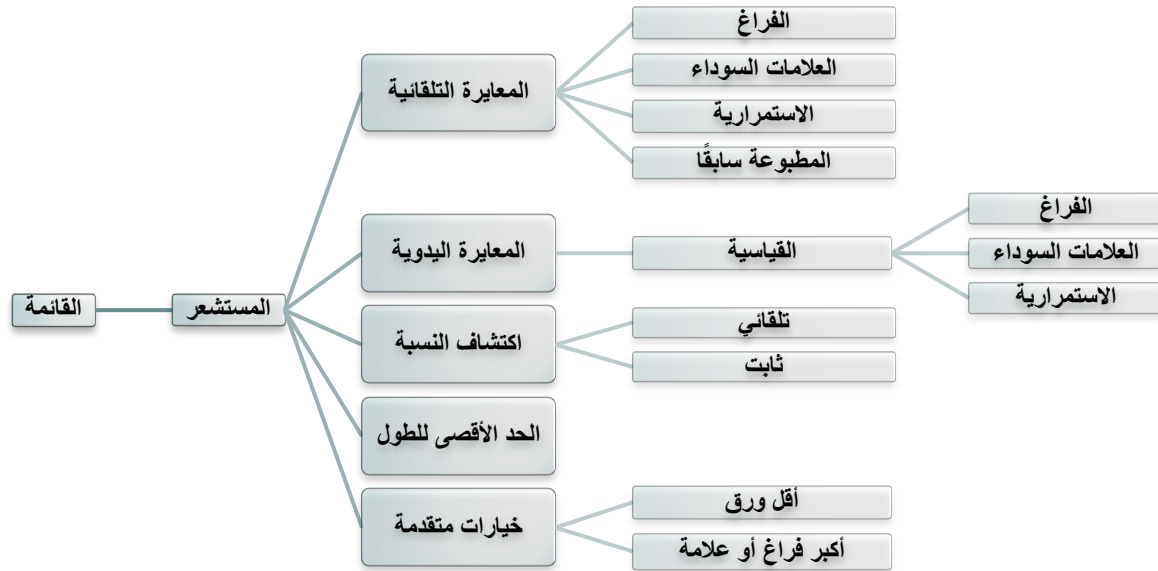 القائمة
المستشعر
المعايرة التلقائية
الفراغ
العلامات السوداء
الاستمرارية
المطبوعة سابقًا
المعايرة اليدوية
القياسية
الفراغ
العلامات السوداء
الاستمرارية
اكتشاف النسبة
تلقائي
ثابت
الحد الأقصى للطول
خيارات متقدمة
أقل ورق
أكبر فراغ أو علامة